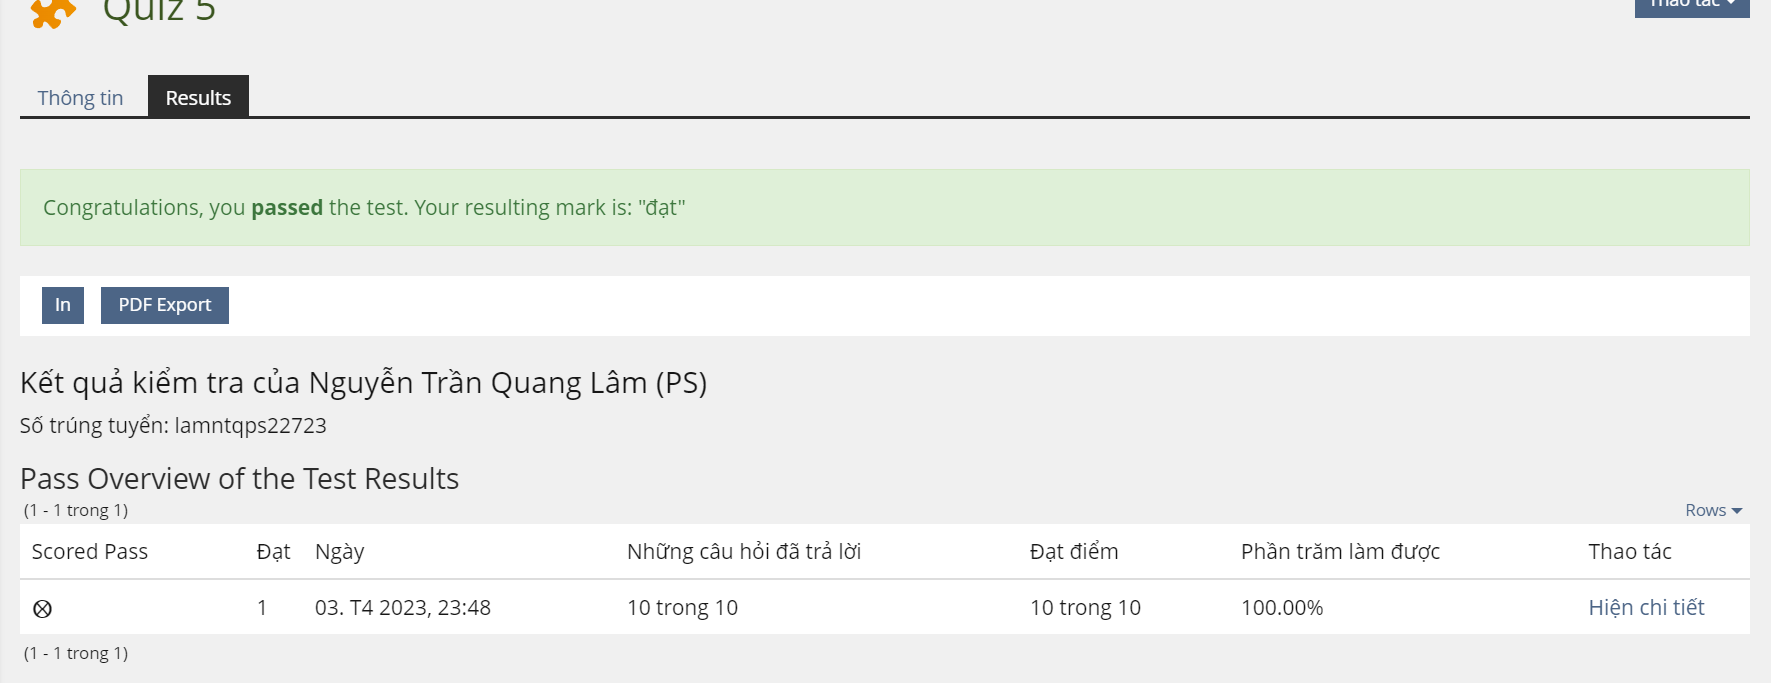 Quiz 5
Thao tác
Thông tin
Results
Congratulations, you passed the test. Your resulting mark is: "đạt"
In
PDF Export
Kết quả kiểm tra của Nguyễn Trần Quang Lâm (PS)
Số trúng tuyển: lamntqps22723
Pass Overview of the Test Results
(1 - 1 trong 1)
Rows
Scored Pass Đạt Ngày Những câu hỏi đã trả lời Đạt điểm Phần trăm làm được Thao tác
1 03. T4 2023, 23:48 10 trong 10 10 trong 10 100.00% Hiện chi tiết
(1 - 1 trong 1)